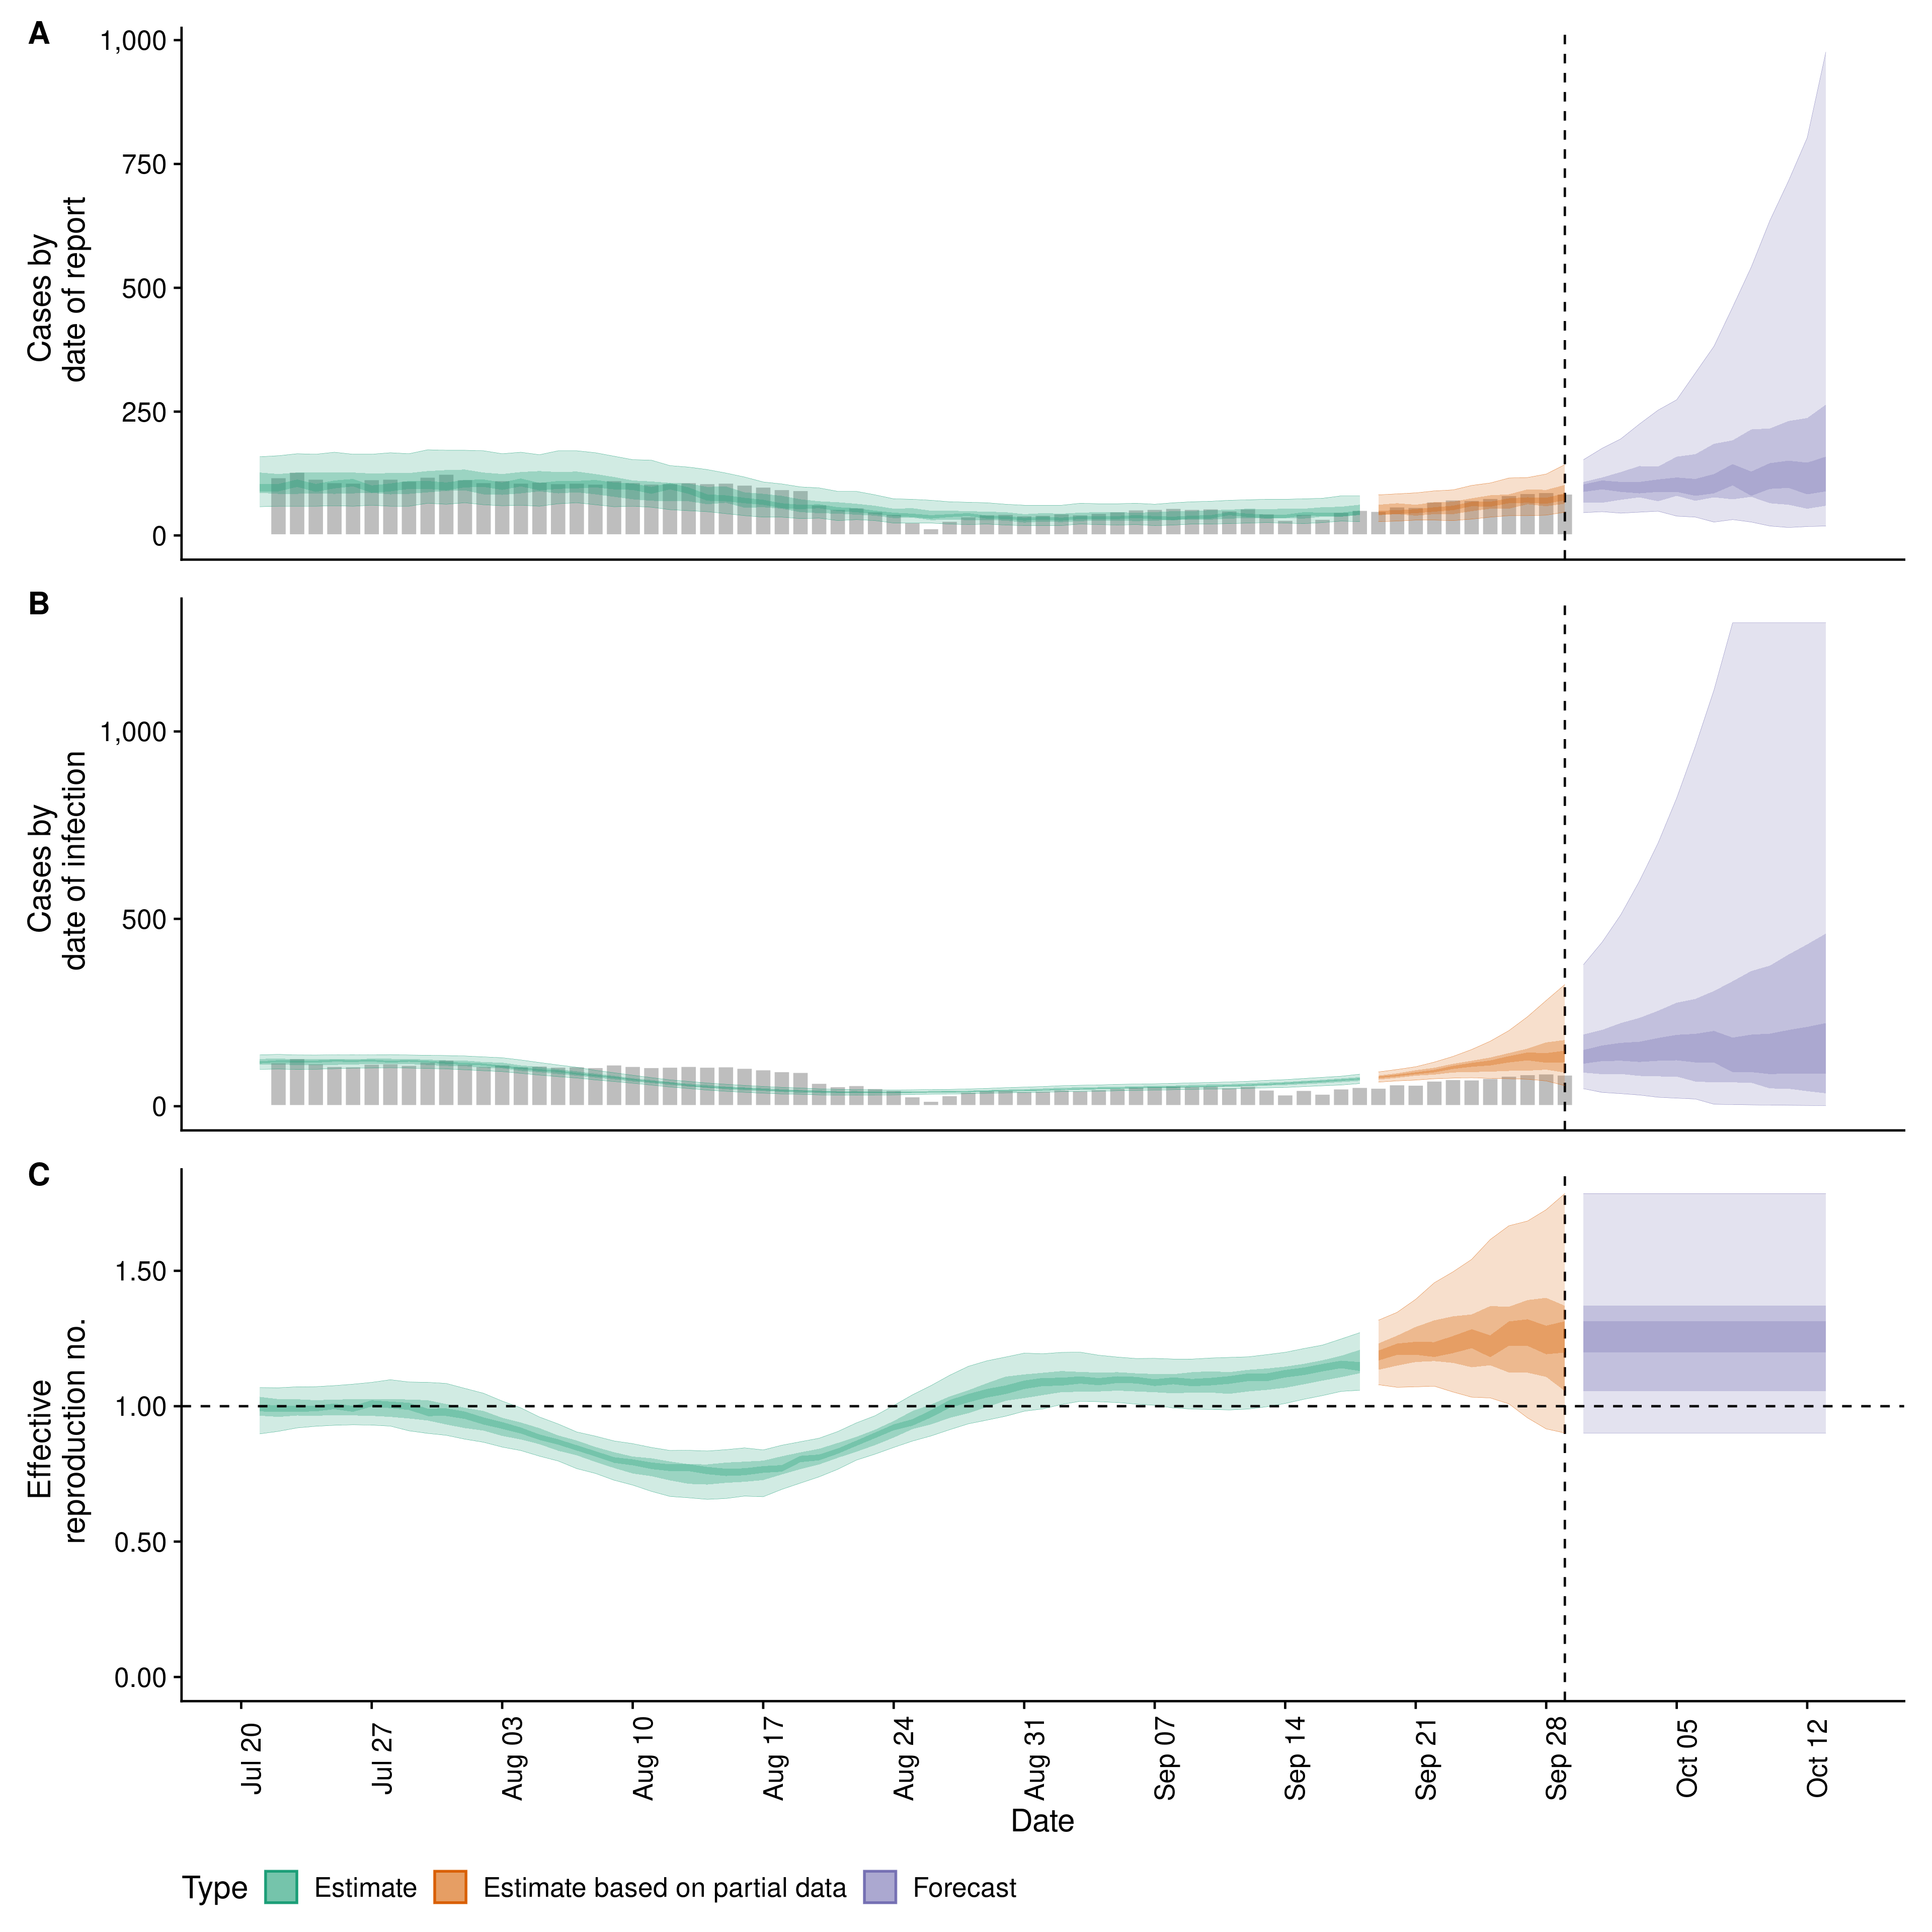 A
1,000
750
500
250
0
Cases by
date of report
B
1,000
500
0
Cases by
date of infection
C
1.50
1.00
0.50
0.00
Effective
reproduction no.
Jul 20
Jul 27
Aug 03
Aug 10
Aug 17
Aug 24
Aug 31
Sep 07
Sep 14
Sep 21
Sep 28
Oct 05
Oct 12
Date
Type Estimate Estimate based on partial data Forecast